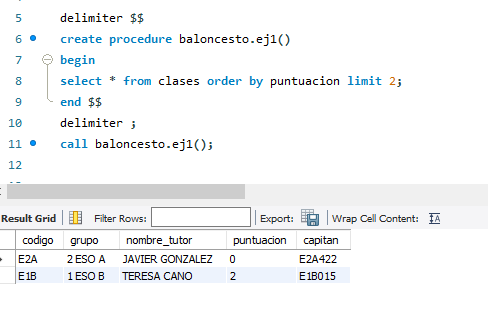 5 delimiter $$
6 create procedure baloncesto.ej1()
7 begin
8 select * from clases order by puntuacion limit 2;
9 end $$
10 delimiter ;
11 call baloncesto.ej1();
12
Result Grid Filter Rows: Export: Wrap Cell Content:
codigo grupo nombre_tutor puntuacion capitan
E2A 2 ESO A JAVIER GONZALEZ 0 E2A422
E1B 1 ESO B TERESA CANO 2 E1B015